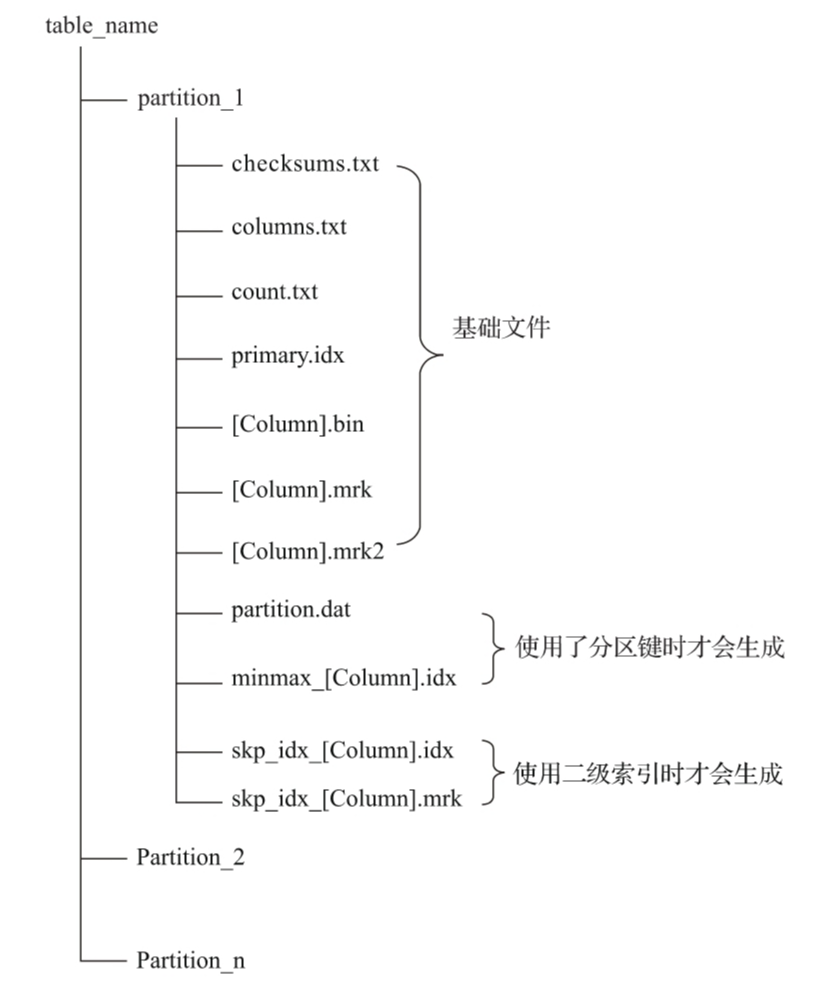 table_name
partition_1
checksums.txt
columns.txt
count.txt
基础文件
primary.idx
[Column].bin
[Column].mrk
[Column].mrk2
partition.dat
使用了分区键时才会生成
minmax_[Column].idx
skp_idx_[Column].idx
使用二级索引时才会生成
skp_idx_[Column].mrk
Partition_2
Partition_n